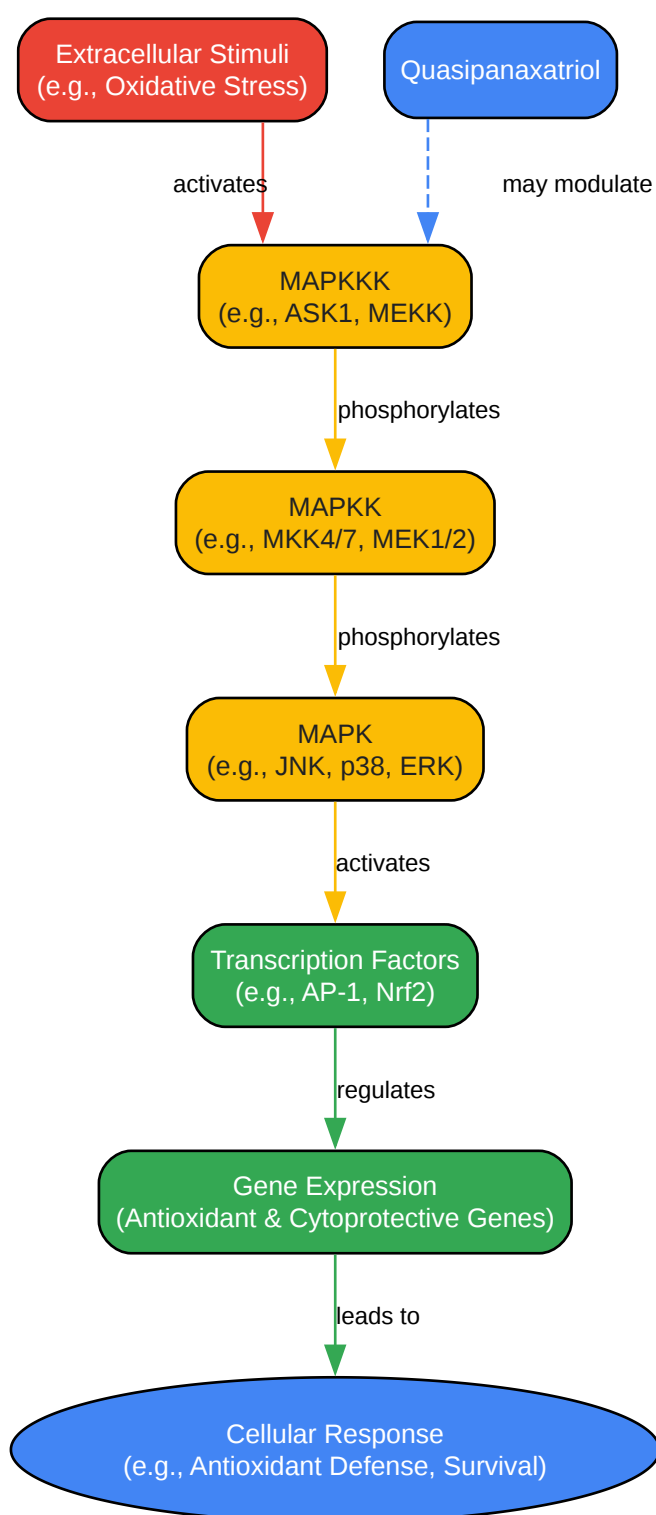 Extracellular Stimuli
(e.g., Oxidative Stress)
Quasipanaxatriol
activates
may modulate
MAPKKK
(e.g., ASK1, MEKK)
phosphorylates
MAPKK
(e.g., MKK4/7, MEK1/2)
phosphorylates
MAPK
(e.g., JNK, p38, ERK)
activates
Transcription Factors
(e.g., AP-1, Nrf2)
regulates
Gene Expression
(Antioxidant & Cytoprotective Genes)
leads to
Cellular Response
(e.g., Antioxidant Defense, Survival)